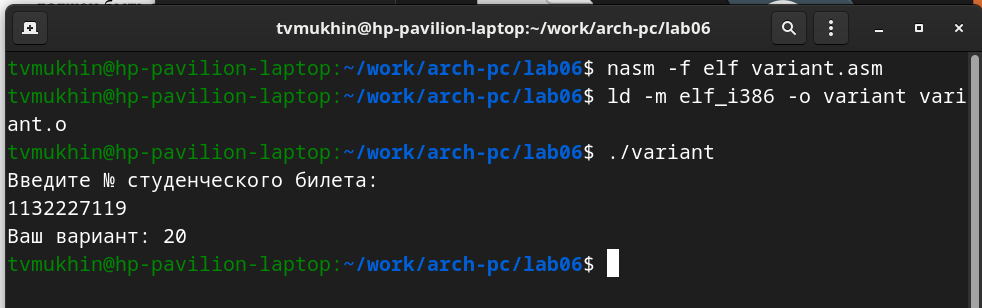 tvmukhin@hp-pavilion-laptop:~/work/arch-pc/lab06
tvmukhin@hp-pavilion-laptop:~/work/arch-pc/lab06$ nasm -f elf variant.asm
tvmukhin@hp-pavilion-laptop:~/work/arch-pc/lab06$ ld -m elf_i386 -o variant vari
ant.o
tvmukhin@hp-pavilion-laptop:~/work/arch-pc/lab06$ ./variant
Введите № студенческого билета:
1132227119
Ваш вариант: 20
tvmukhin@hp-pavilion-laptop:~/work/arch-pc/lab06$